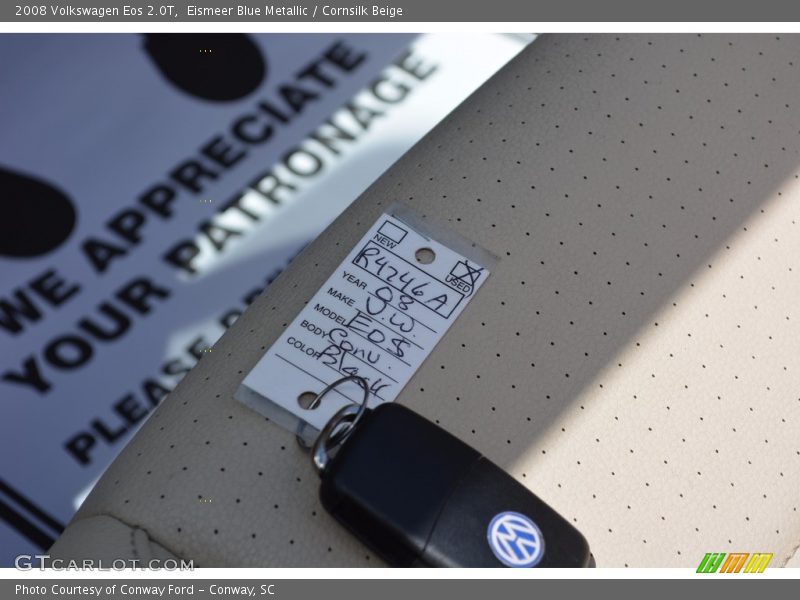 2008 Volkswagen Eos 2.0T,  Eismeer Blue Metallic / Cornsilk Beige
WE APPRECIATE
YOUR PATRONAGE
PLEASE
NEW
USED
R4246A
YEAR 08
MAKE V.W.
MODEL EOS
BODY Conv.
COLOR Black
GTCARLOT.COM
Photo Courtesy of Conway Ford – Conway, SC